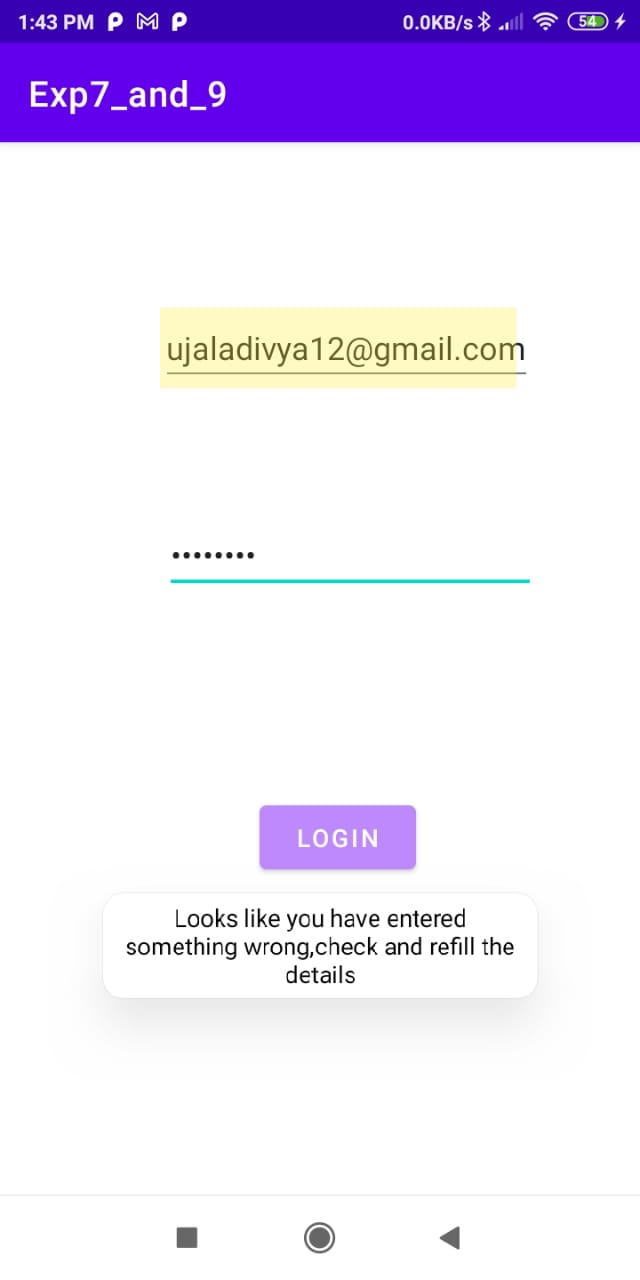 1:43 PM 0.0KB/s 54
Exp7_and_9
ujaladivya12@gmail.com
••••••••
LOGIN
Looks like you have entered
something wrong,check and refill the
details